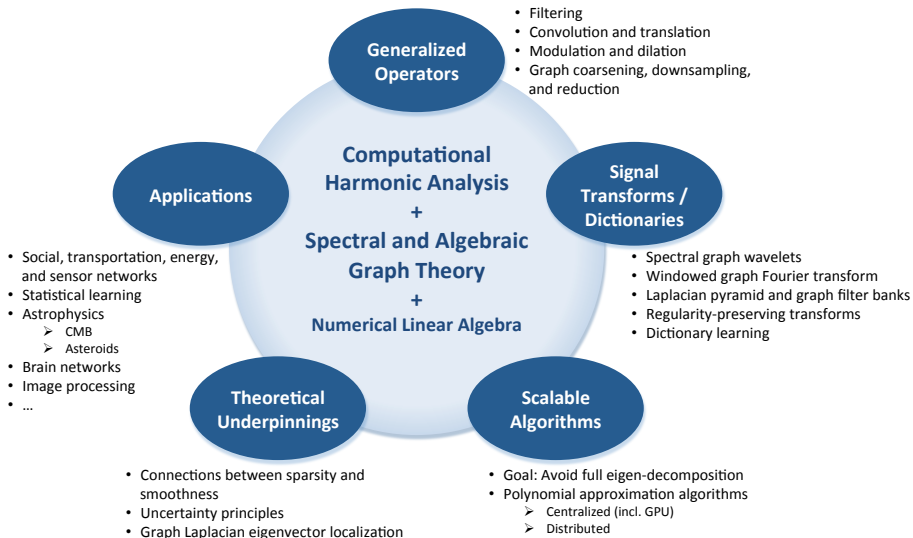 Generalized
Operators
• Filtering
• Convolution and translation
• Modulation and dilation
• Graph coarsening, downsampling,
and reduction
Computational
Harmonic Analysis
+
Spectral and Algebraic
Graph Theory
+
Numerical Linear Algebra
Signal
Transforms /
Dictionaries
• Spectral graph wavelets
• Windowed graph Fourier transform
• Laplacian pyramid and graph filter banks
• Regularity-preserving transforms
• Dictionary learning
Scalable
Algorithms
• Goal: Avoid full eigen-decomposition
• Polynomial approximation algorithms
➢ Centralized (incl. GPU)
➢ Distributed
Theoretical
Underpinnings
• Connections between sparsity and
smoothness
• Uncertainty principles
• Graph Laplacian eigenvector localization
Applications
• Social, transportation, energy,
and sensor networks
• Statistical learning
• Astrophysics
➢ CMB
➢ Asteroids
• Brain networks
• Image processing
• ...